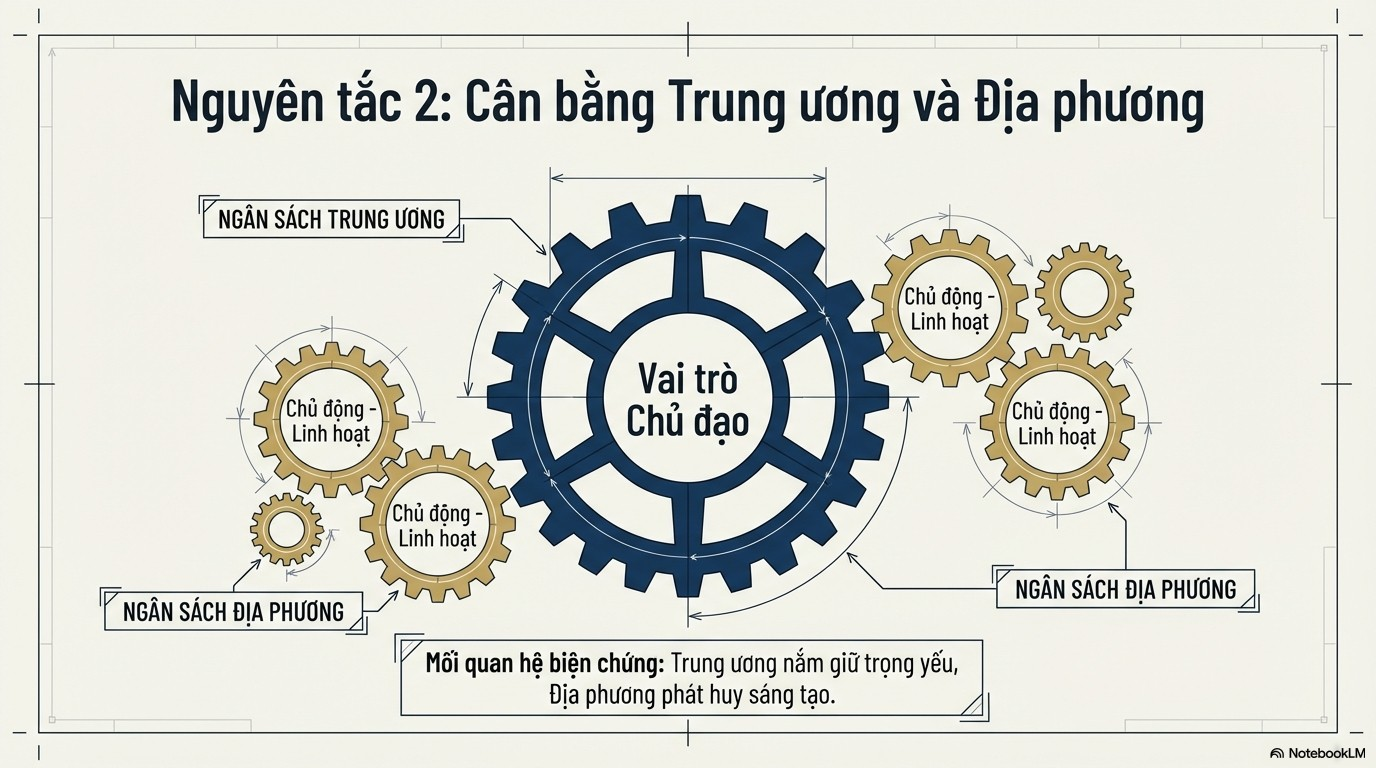 Nguyên tắc 2: Cân bằng Trung ương và Địa phương
NGÂN SÁCH TRUNG ƯƠNG
Vai trò
Chủ đạo
Chủ động -
Linh hoạt
Chủ động -
Linh hoạt
Chủ động -
Linh hoạt
Chủ động -
Linh hoạt
NGÂN SÁCH ĐỊA PHƯƠNG
NGÂN SÁCH ĐỊA PHƯƠNG
Mối quan hệ biện chứng: Trung ương nắm giữ trọng yếu,
Địa phương phát huy sáng tạo.
NotebookLM